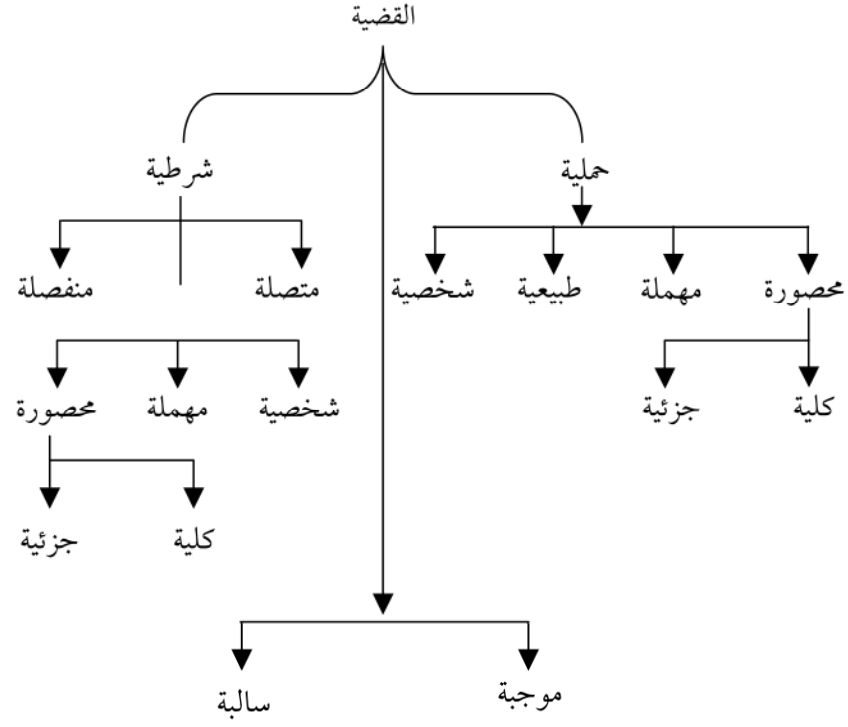 القضية
حملية شرطية
محصورة مهملة طبيعية شخصية متصلة منفصلة
كلية جزئية شخصية مهملة محصورة
كلية جزئية
موجبة سالبة